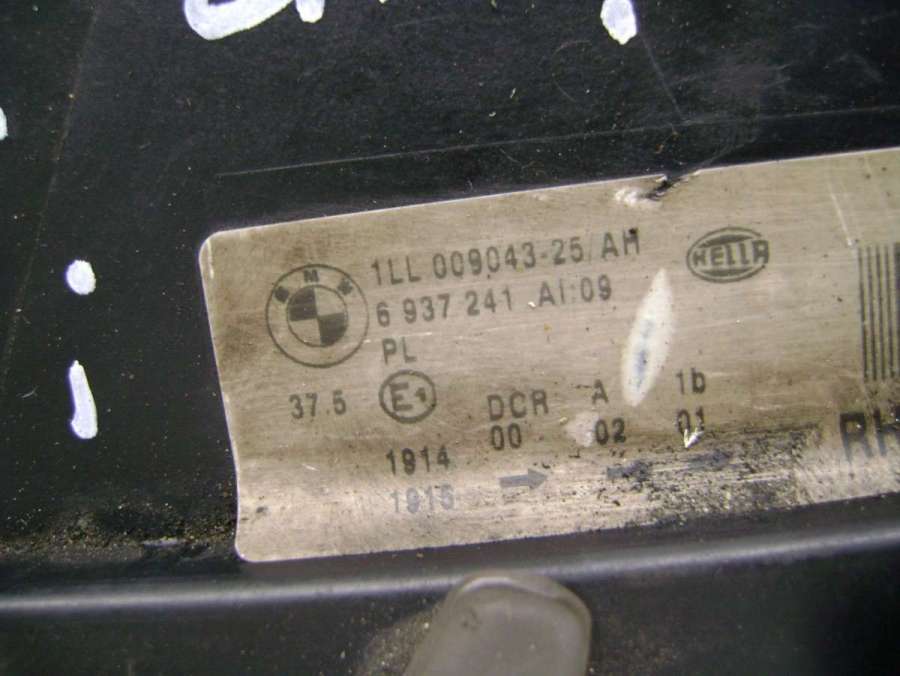 BMW
1LL 009043-25/AH
HELLA
6 937 241 AI:09
PL
37.5 E1 DCR A 1b
00 02 01
1914
1915
RH